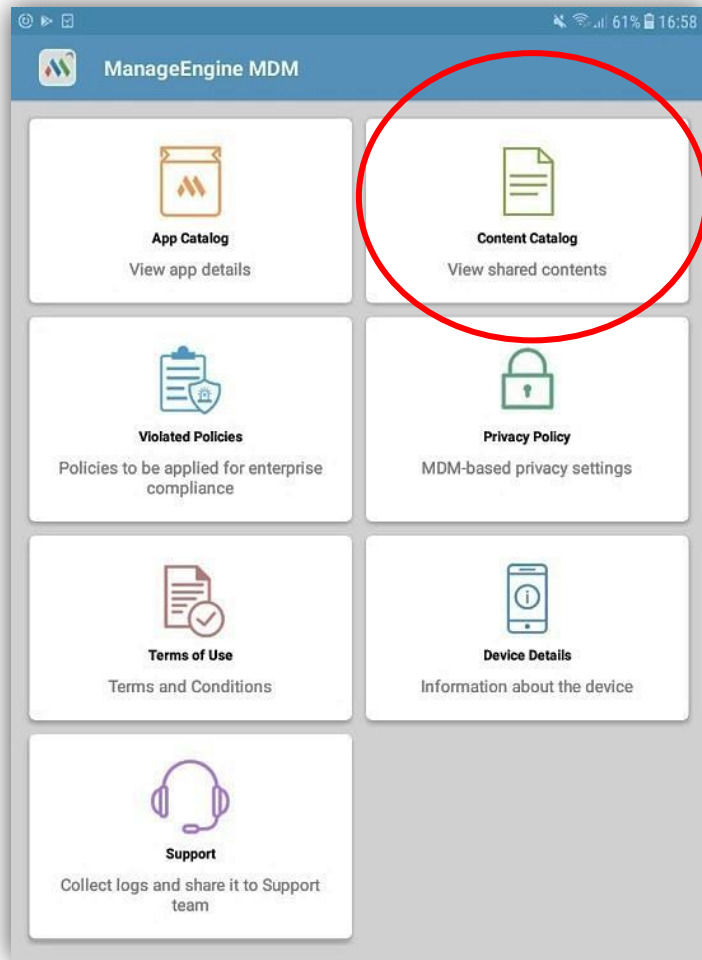 61% 16:58
ManageEngine MDM
App Catalog
View app details
Content Catalog
View shared contents
Violated Policies
Policies to be applied for enterprise
compliance
Privacy Policy
MDM-based privacy settings
Terms of Use
Terms and Conditions
Device Details
Information about the device
Support
Collect logs and share it to Support
team